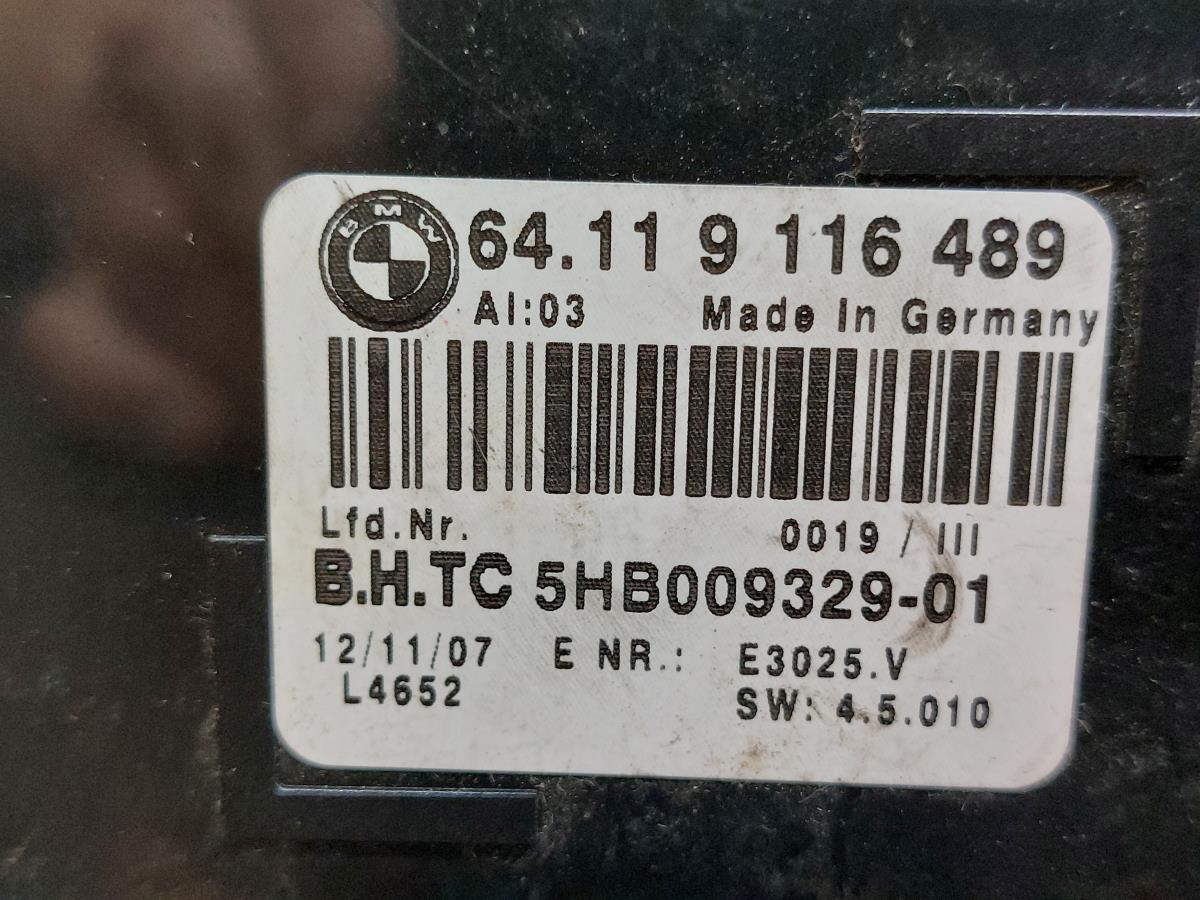 BMW 64.11 9 116 489
AI:03 Made In Germany
Lfd.Nr. 0019 / III
B.H.TC 5HB009329-01
12/11/07 E NR.: E3025.V
L4652 SW: 4.5.010